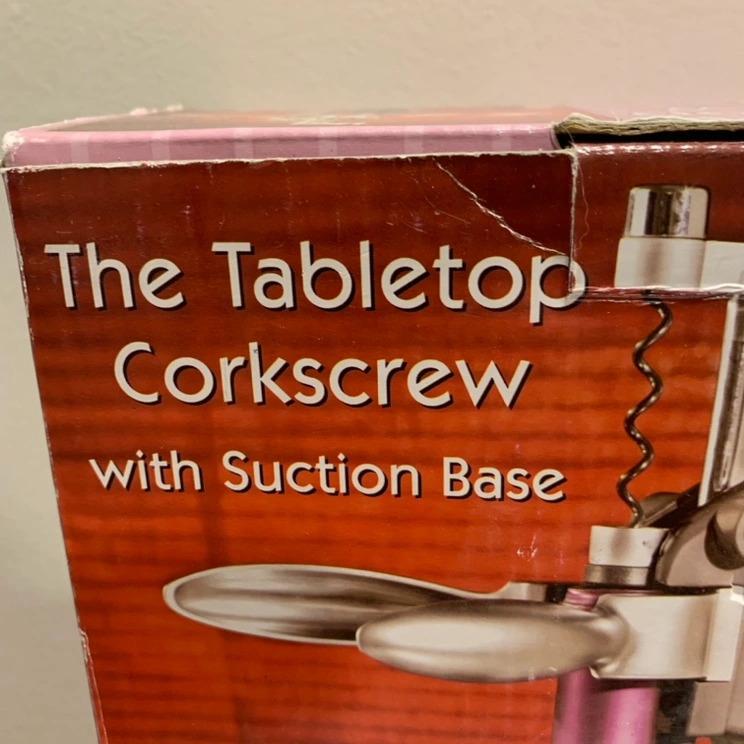 The Tabletop
Corkscrew
with Suction Base